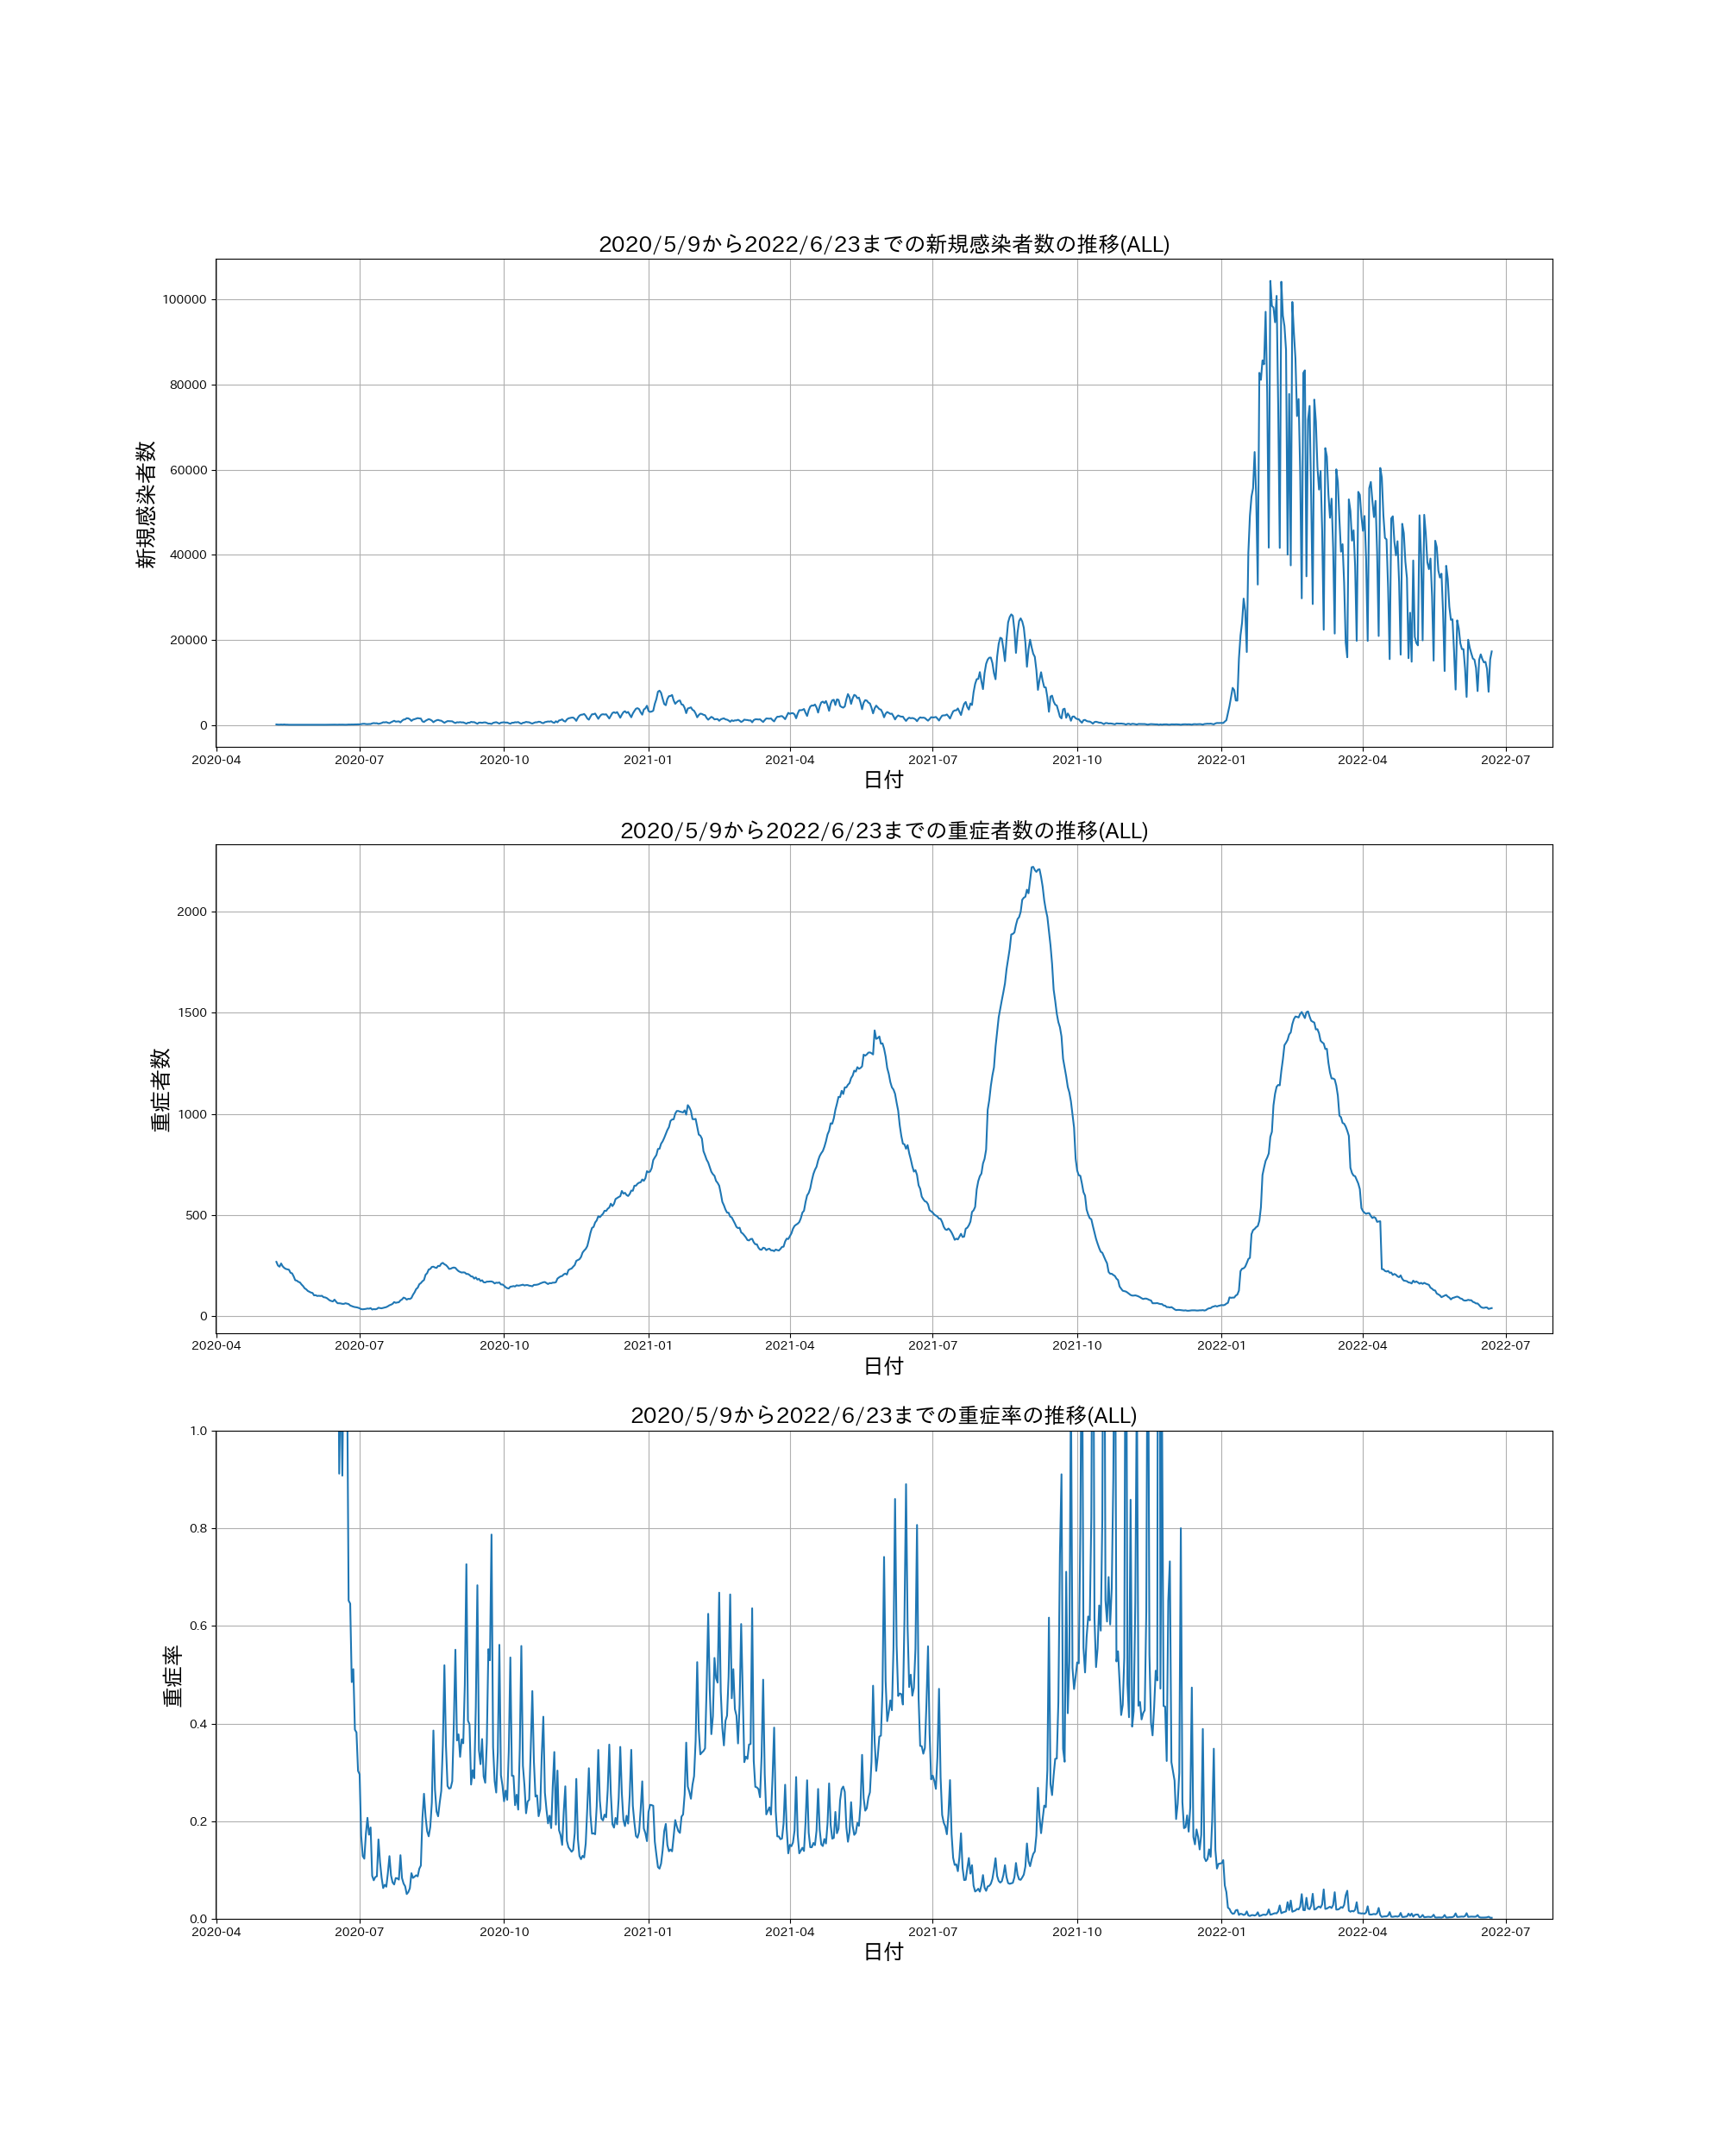 2020/5/9から2022/6/23までの新規感染者数の推移(ALL)
新規感染者数
100000
80000
60000
40000
20000
0
2020-04 2020-07 2020-10 2021-01 2021-04 2021-07 2021-10 2022-01 2022-04 2022-07
日付
2020/5/9から2022/6/23までの重症者数の推移(ALL)
重症者数
2000
1500
1000
500
0
2020-04 2020-07 2020-10 2021-01 2021-04 2021-07 2021-10 2022-01 2022-04 2022-07
日付
2020/5/9から2022/6/23までの重症率の推移(ALL)
重症率
1.0
0.8
0.6
0.4
0.2
0.0
2020-04 2020-07 2020-10 2021-01 2021-04 2021-07 2021-10 2022-01 2022-04 2022-07
日付